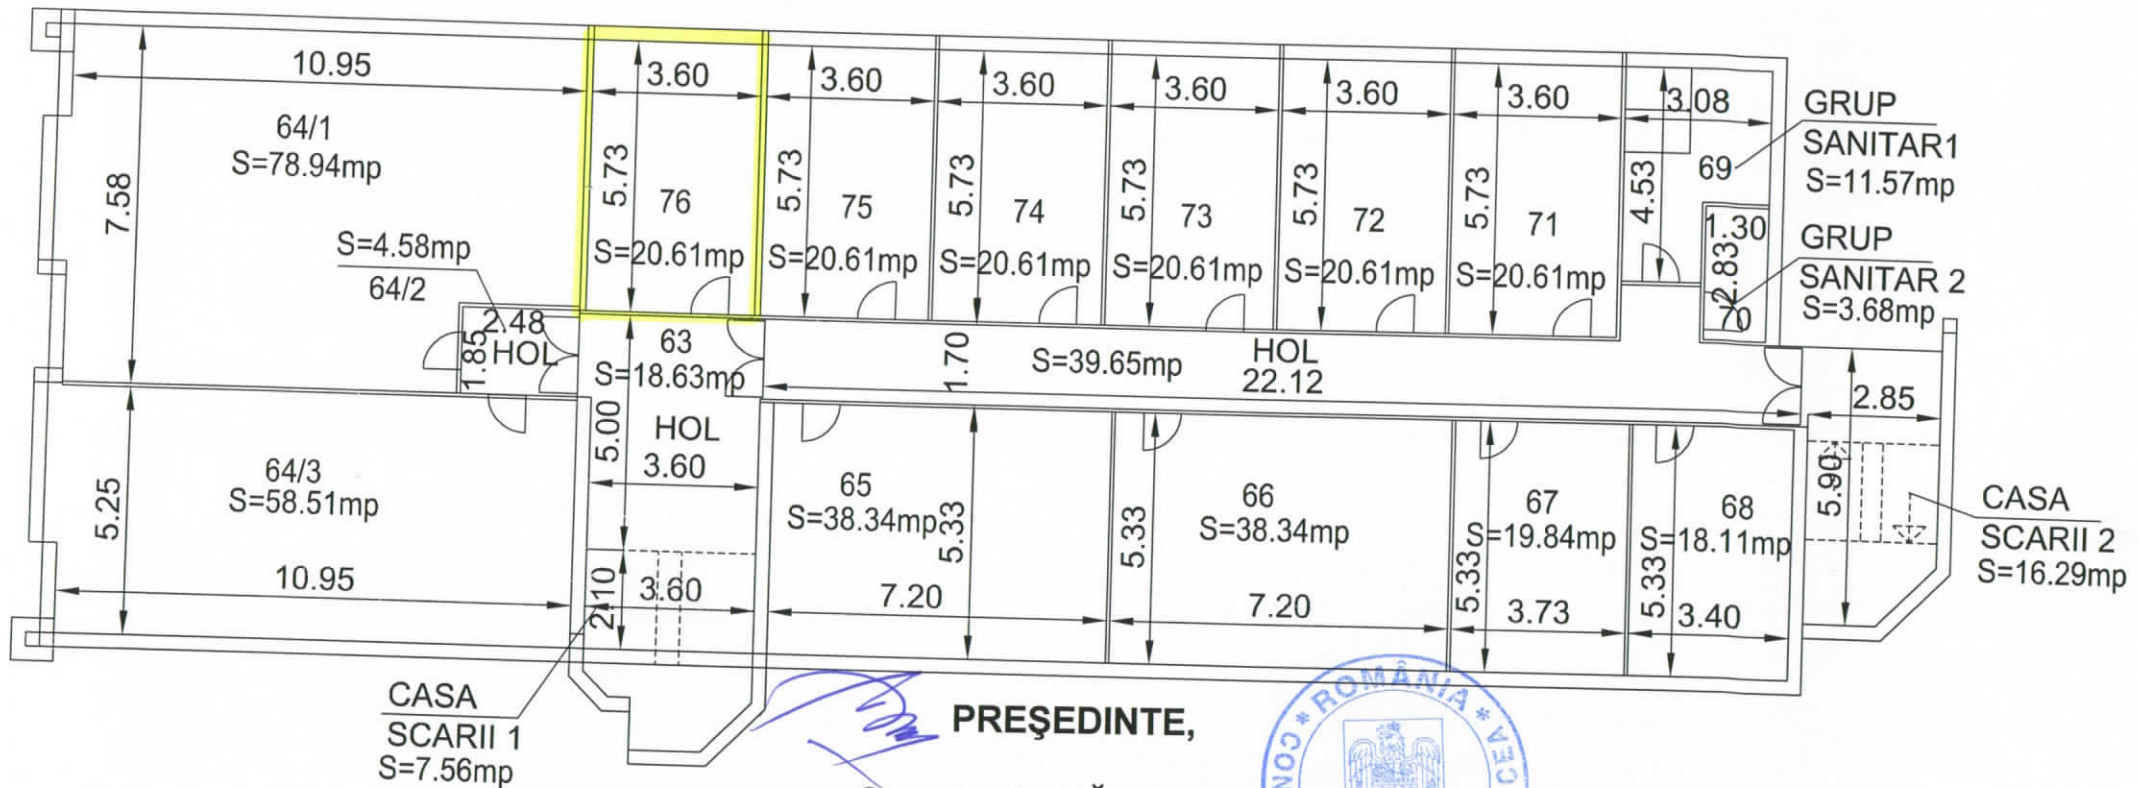 10.95
3.60
3.60
3.60
3.60
3.60
3.60
3.08
GRUP
SANITAR1
S=11.57mp
64/1
S=78.94mp
7.58
5.73
5.73
5.73
5.73
5.73
5.73
4.53
69
76
S=20.61mp
75
S=20.61mp
74
S=20.61mp
73
S=20.61mp
72
S=20.61mp
71
S=20.61mp
1.30
2.83
70
GRUP
SANITAR 2
S=3.68mp
S=4.58mp
64/2
2.48
1.85
HOL
63
S=18.63mp
HOL
5.00
3.60
1.70
S=39.65mp
HOL
22.12
2.85
5.90
CASA
SCARII 2
S=16.29mp
64/3
S=58.51mp
5.25
10.95
65
S=38.34mp
5.33
7.20
66
S=38.34mp
5.33
7.20
67
S=19.84mp
5.33
3.73
68
S=18.11mp
5.33
3.40
2.10
3.60
CASA
SCARII 1
S=7.56mp
PREŞEDINTE,
* ROMÂNIA *